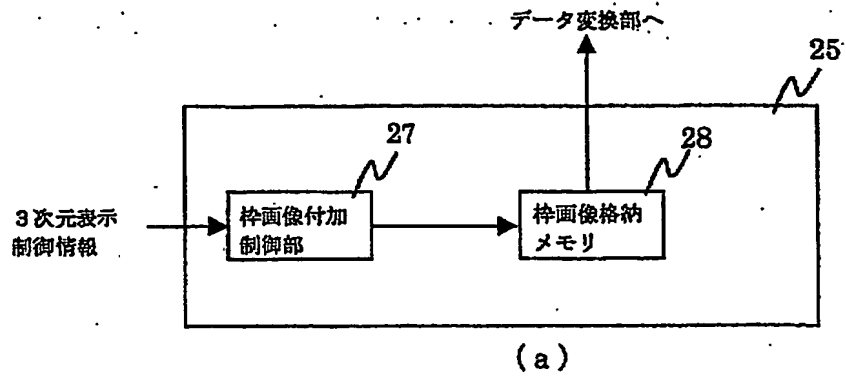 データ変換部へ
25
27
28
3次元表示
制御情報
枠画像付加
制御部
枠画像格納
メモリ
(a)